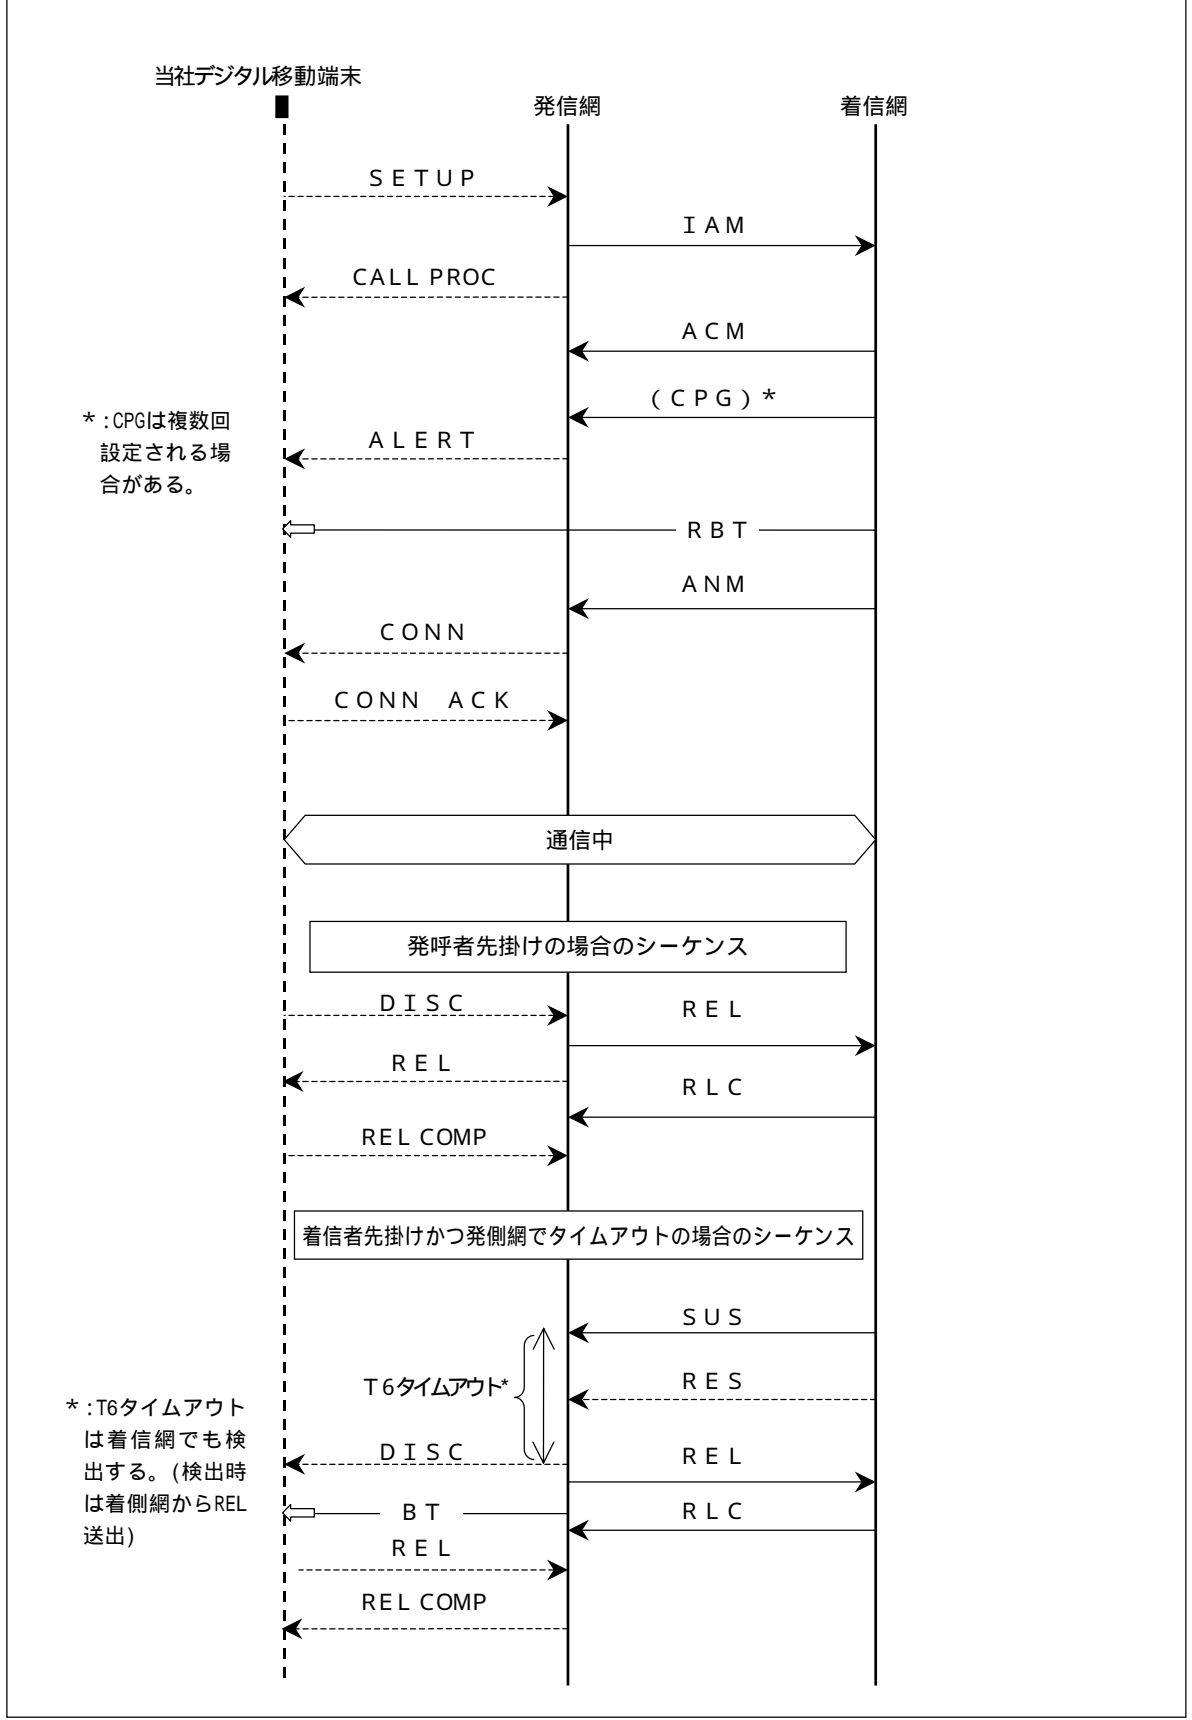 当社デジタル移動端末
発信網
着信網
ＳＥＴＵＰ
ＩＡＭ
CALL PROC
ＡＣＭ
（ＣＰＧ）*
*:CPGは複数回
設定される場
合がある。
ＡＬＥＲＴ
ＲＢＴ
ＡＮＭ
ＣＯＮＮ
ＣＯＮＮ　ＡＣＫ
通信中
発呼者先掛けの場合のシーケンス
ＤＩＳＣ
ＲＥＬ
ＲＥＬ
ＲＬＣ
REL COMP
着信者先掛けかつ発側網でタイムアウトの場合のシーケンス
ＳＵＳ
Ｔ6タイムアウト*
ＲＥＳ
*:T6タイムアウト
は着信網でも検
出する。(検出時
は着側網からREL
送出)
ＤＩＳＣ
ＲＥＬ
ＢＴ
ＲＬＣ
ＲＥＬ
REL COMP